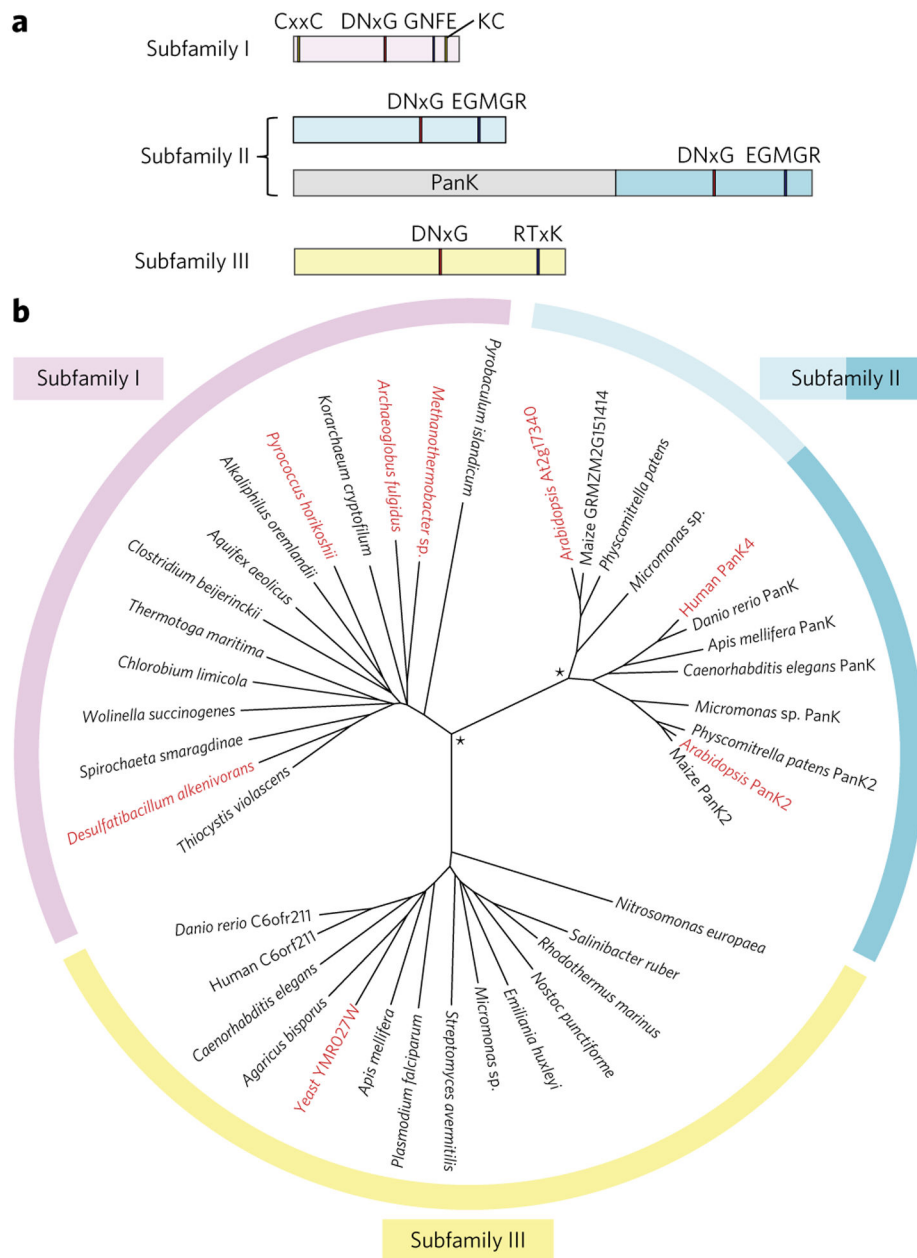 a
CxxC DNxG GNFE KC
Subfamily I
DNxG EGMGR
Subfamily II
DNxG EGMGR
PanK
DNxG RTxK
Subfamily III
b
Subfamily I
Subfamily II
Pyrobaculum islandicum
Methanothermobacter sp.
Archaeoglobus fulgidus
Korarchaeum cryptofilum
Pyrococcus horikoshii
Alkaliphilus oremlandii
Aquifex aeolicus
Clostridium beijerinckii
Thermotoga maritima
Chlorobium limicola
Wolinella succinogenes
Spirochaeta smaragdinae
Desulfatibacillum alkenivorans
Thiocystis violascens
Arabidopsis At2g17340
Maize GRMZM2G151414
Physcomitrella patens
Micromonas sp.
Human PanK4
Danio rerio PanK
Apis mellifera PanK
Caenorhabditis elegans PanK
Micromonas sp. PanK
Physcomitrella patens PanK2
Arabidopsis PanK2
Maize PanK2
*
*
Danio rerio C6ofr211
Human C6orf211
Caenorhabditis elegans
Agaricus bisporus
Yeast YMR027W
Apis mellifera
Plasmodium falciparum
Streptomyces avermitilis
Micromonas sp.
Emiliania huxleyi
Nostoc punctiforme
Rhodothermus marinus
Salinibacter ruber
Nitrosomonas europaea
Subfamily III